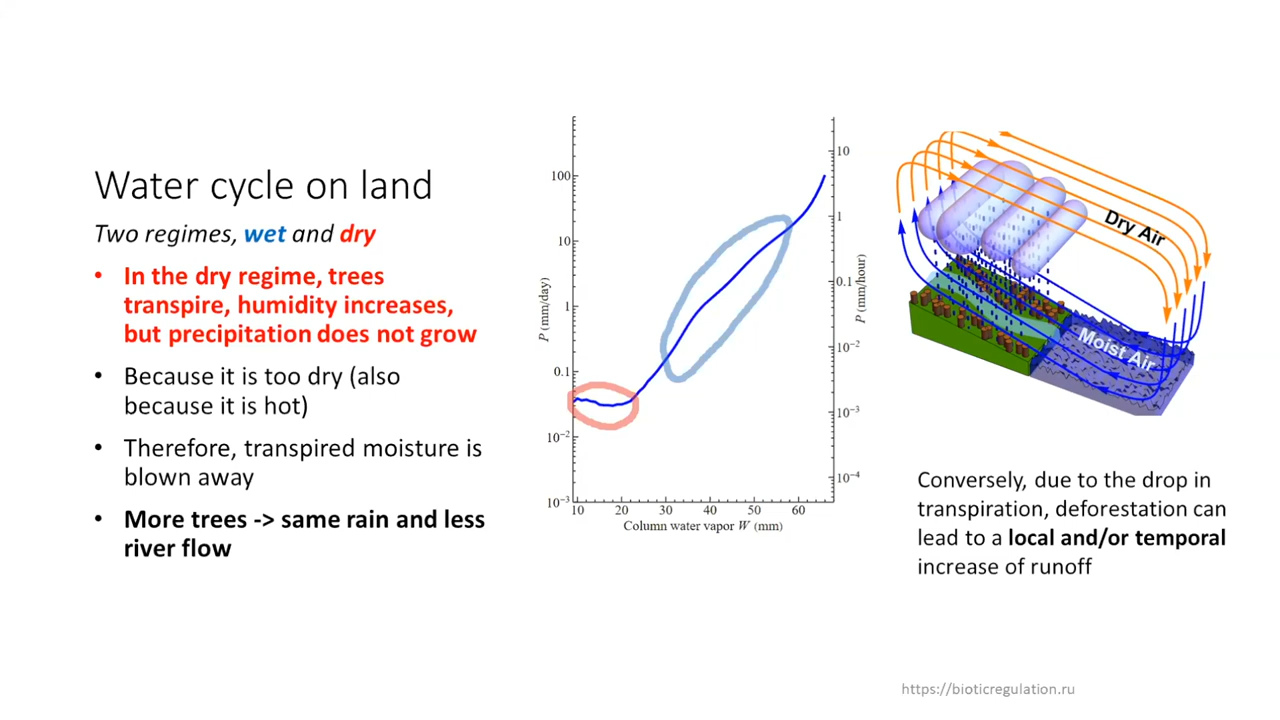 Water cycle on land
Two regimes, wet and dry
• In the dry regime, trees
transpire, humidity increases,
but precipitation does not grow
• Because it is too dry (also
because it is hot)
• Therefore, transpired moisture is
blown away
• More trees -> same rain and less
river flow
100
10
1
0.1
10⁻²
10⁻³
P (mm/day)
10 20 30 40 50 60
Column water vapor W (mm)
10
1
0.1
10⁻²
10⁻³
10⁻⁴
P (mm/hour)
Dry Air
Moist Air
Conversely, due to the drop in
transpiration, deforestation can
lead to a local and/or temporal
increase of runoff
https://bioticregulation.ru